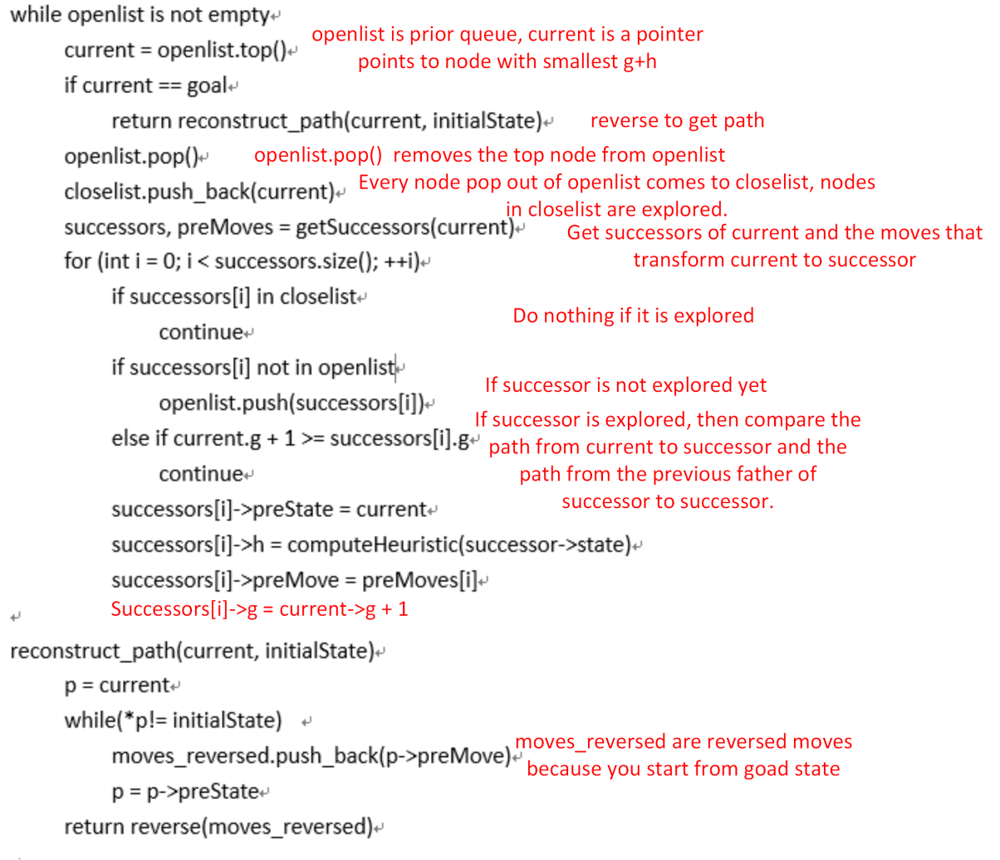 while openlist is not empty
current = openlist.top()
openlist is prior queue, current is a pointer
points to node with smallest g+h
if current == goal
return reconstruct_path(current, initialState)
reverse to get path
openlist.pop()
openlist.pop()  removes the top node from openlist
closelist.push_back(current)
Every node pop out of openlist comes to closelist, nodes
in closelist are explored.
successors, preMoves = getSuccessors(current)
Get successors of current and the moves that
transform current to successor
for (int i = 0; i < successors.size(); ++i)
if successors[i] in closelist
Do nothing if it is explored
continue
if successors[i] not in openlist
If successor is not explored yet
openlist.push(successors[i])
else if current.g + 1 >= successors[i].g
If successor is explored, then compare the
path from current to successor and the
path from the previous father of
successor to successor.
continue
successors[i]->preState = current
successors[i]->h = computeHeuristic(successor->state)
successors[i]->preMove = preMoves[i]
Successors[i]->g = current->g + 1
reconstruct_path(current, initialState)
p = current
while(*p!= initialState)
moves_reversed.push_back(p->preMove)
moves_reversed are reversed moves
because you start from goad state
p = p->preState
return reverse(moves_reversed)